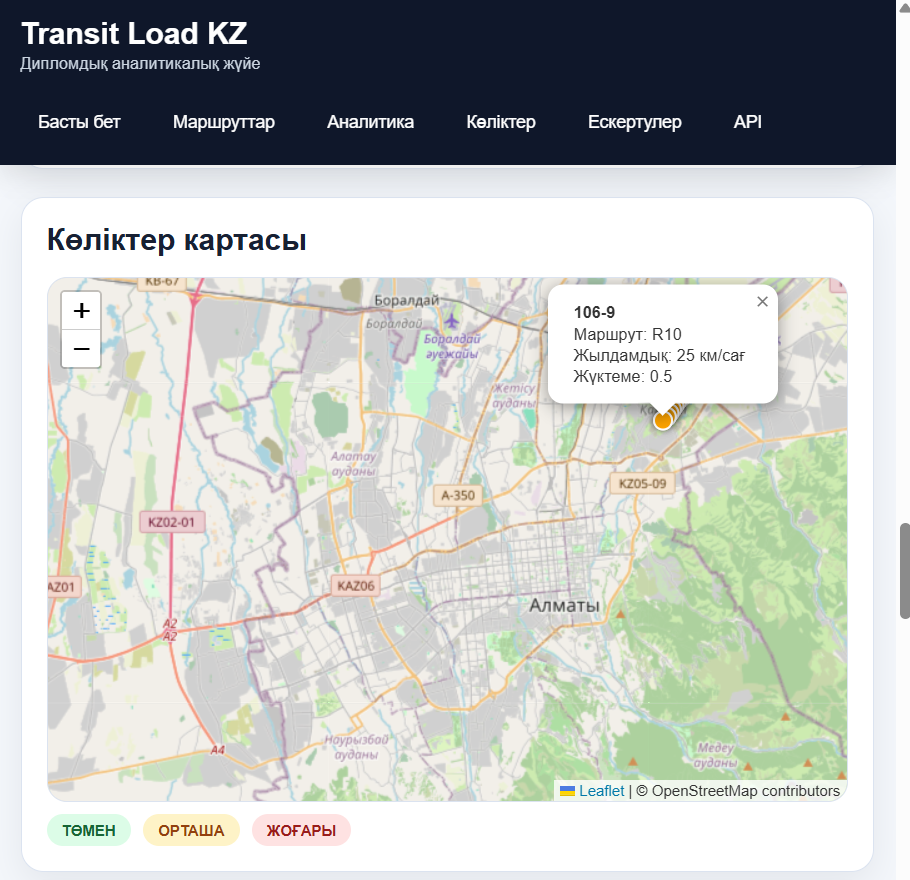 Transit Load KZ
Дипломдық аналитикалық жүйе
Басты бет Маршруттар Аналитика Көліктер Ескертулер API
Көліктер картасы
+
−
KB-67
Боралдай
Боралдай
Боралдай
әуежайы
×
106-9
Маршрут: R10
Жылдамдық: 25 км/сағ
Жүктеме: 0.5
Жетісу
ауданы
Алатау
ауданы
KZ05-09
A-350
KZ02-01
KAZ06
AZ01
Алматы
A2
A2
Наурызбай
ауданы
A4
Медеу
ауданы
Leaflet | © OpenStreetMap contributors
ТӨМЕН ОРТАША ЖОҒАРЫ